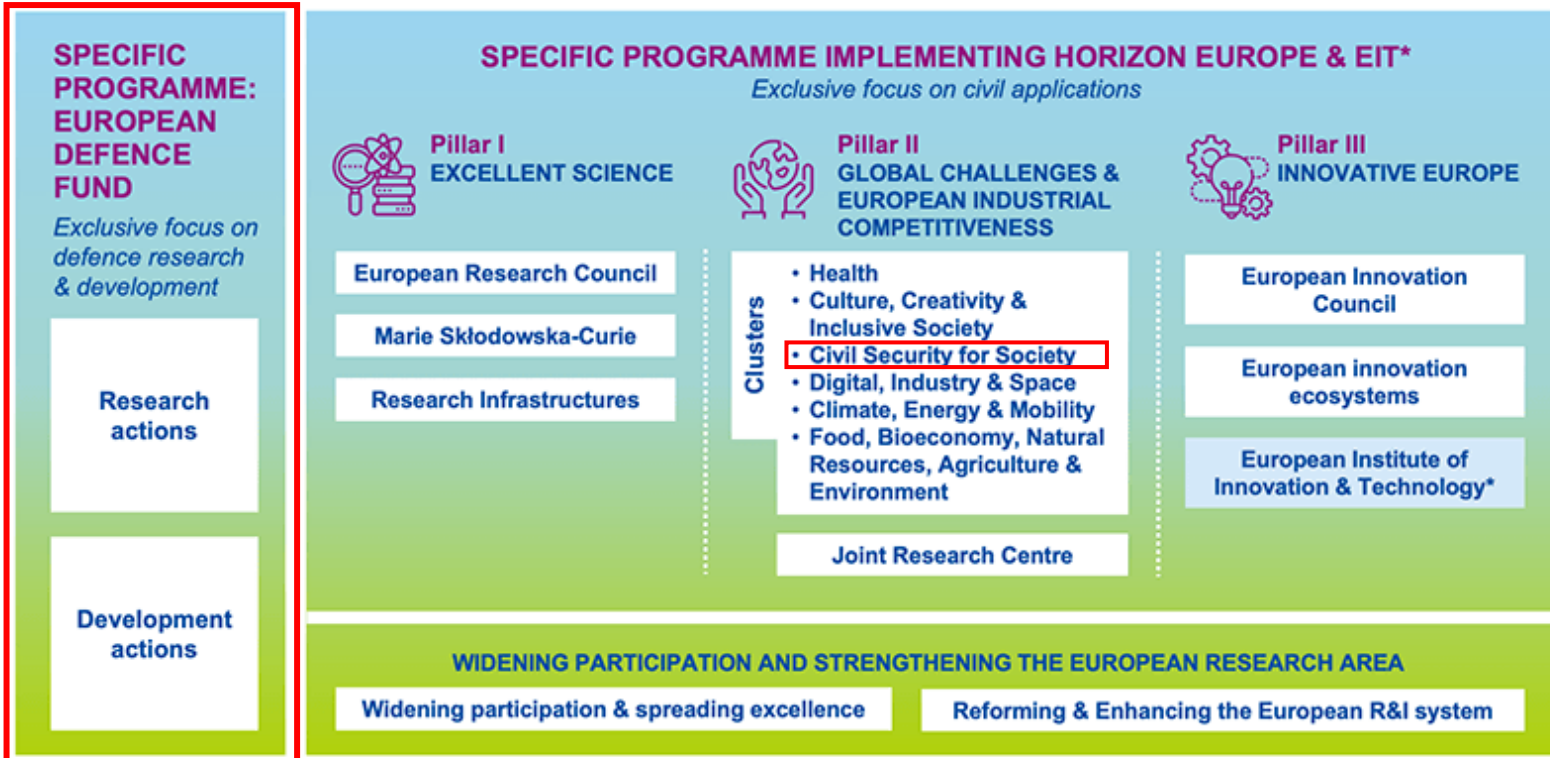 SPECIFIC
PROGRAMME:
EUROPEAN
DEFENCE
FUND
Exclusive focus on
defence research
& development
Research
actions
Development
actions
SPECIFIC PROGRAMME IMPLEMENTING HORIZON EUROPE & EIT*
Exclusive focus on civil applications
Pillar I
EXCELLENT SCIENCE
European Research Council
Marie Skłodowska-Curie
Research Infrastructures
Pillar II
GLOBAL CHALLENGES &
EUROPEAN INDUSTRIAL
COMPETITIVENESS
Clusters
• Health
• Culture, Creativity &
Inclusive Society
• Civil Security for Society
• Digital, Industry & Space
• Climate, Energy & Mobility
• Food, Bioeconomy, Natural
Resources, Agriculture &
Environment
Joint Research Centre
Pillar III
INNOVATIVE EUROPE
European Innovation
Council
European innovation
ecosystems
European Institute of
Innovation & Technology*
WIDENING PARTICIPATION AND STRENGTHENING THE EUROPEAN RESEARCH AREA
Widening participation & spreading excellence
Reforming & Enhancing the European R&I system